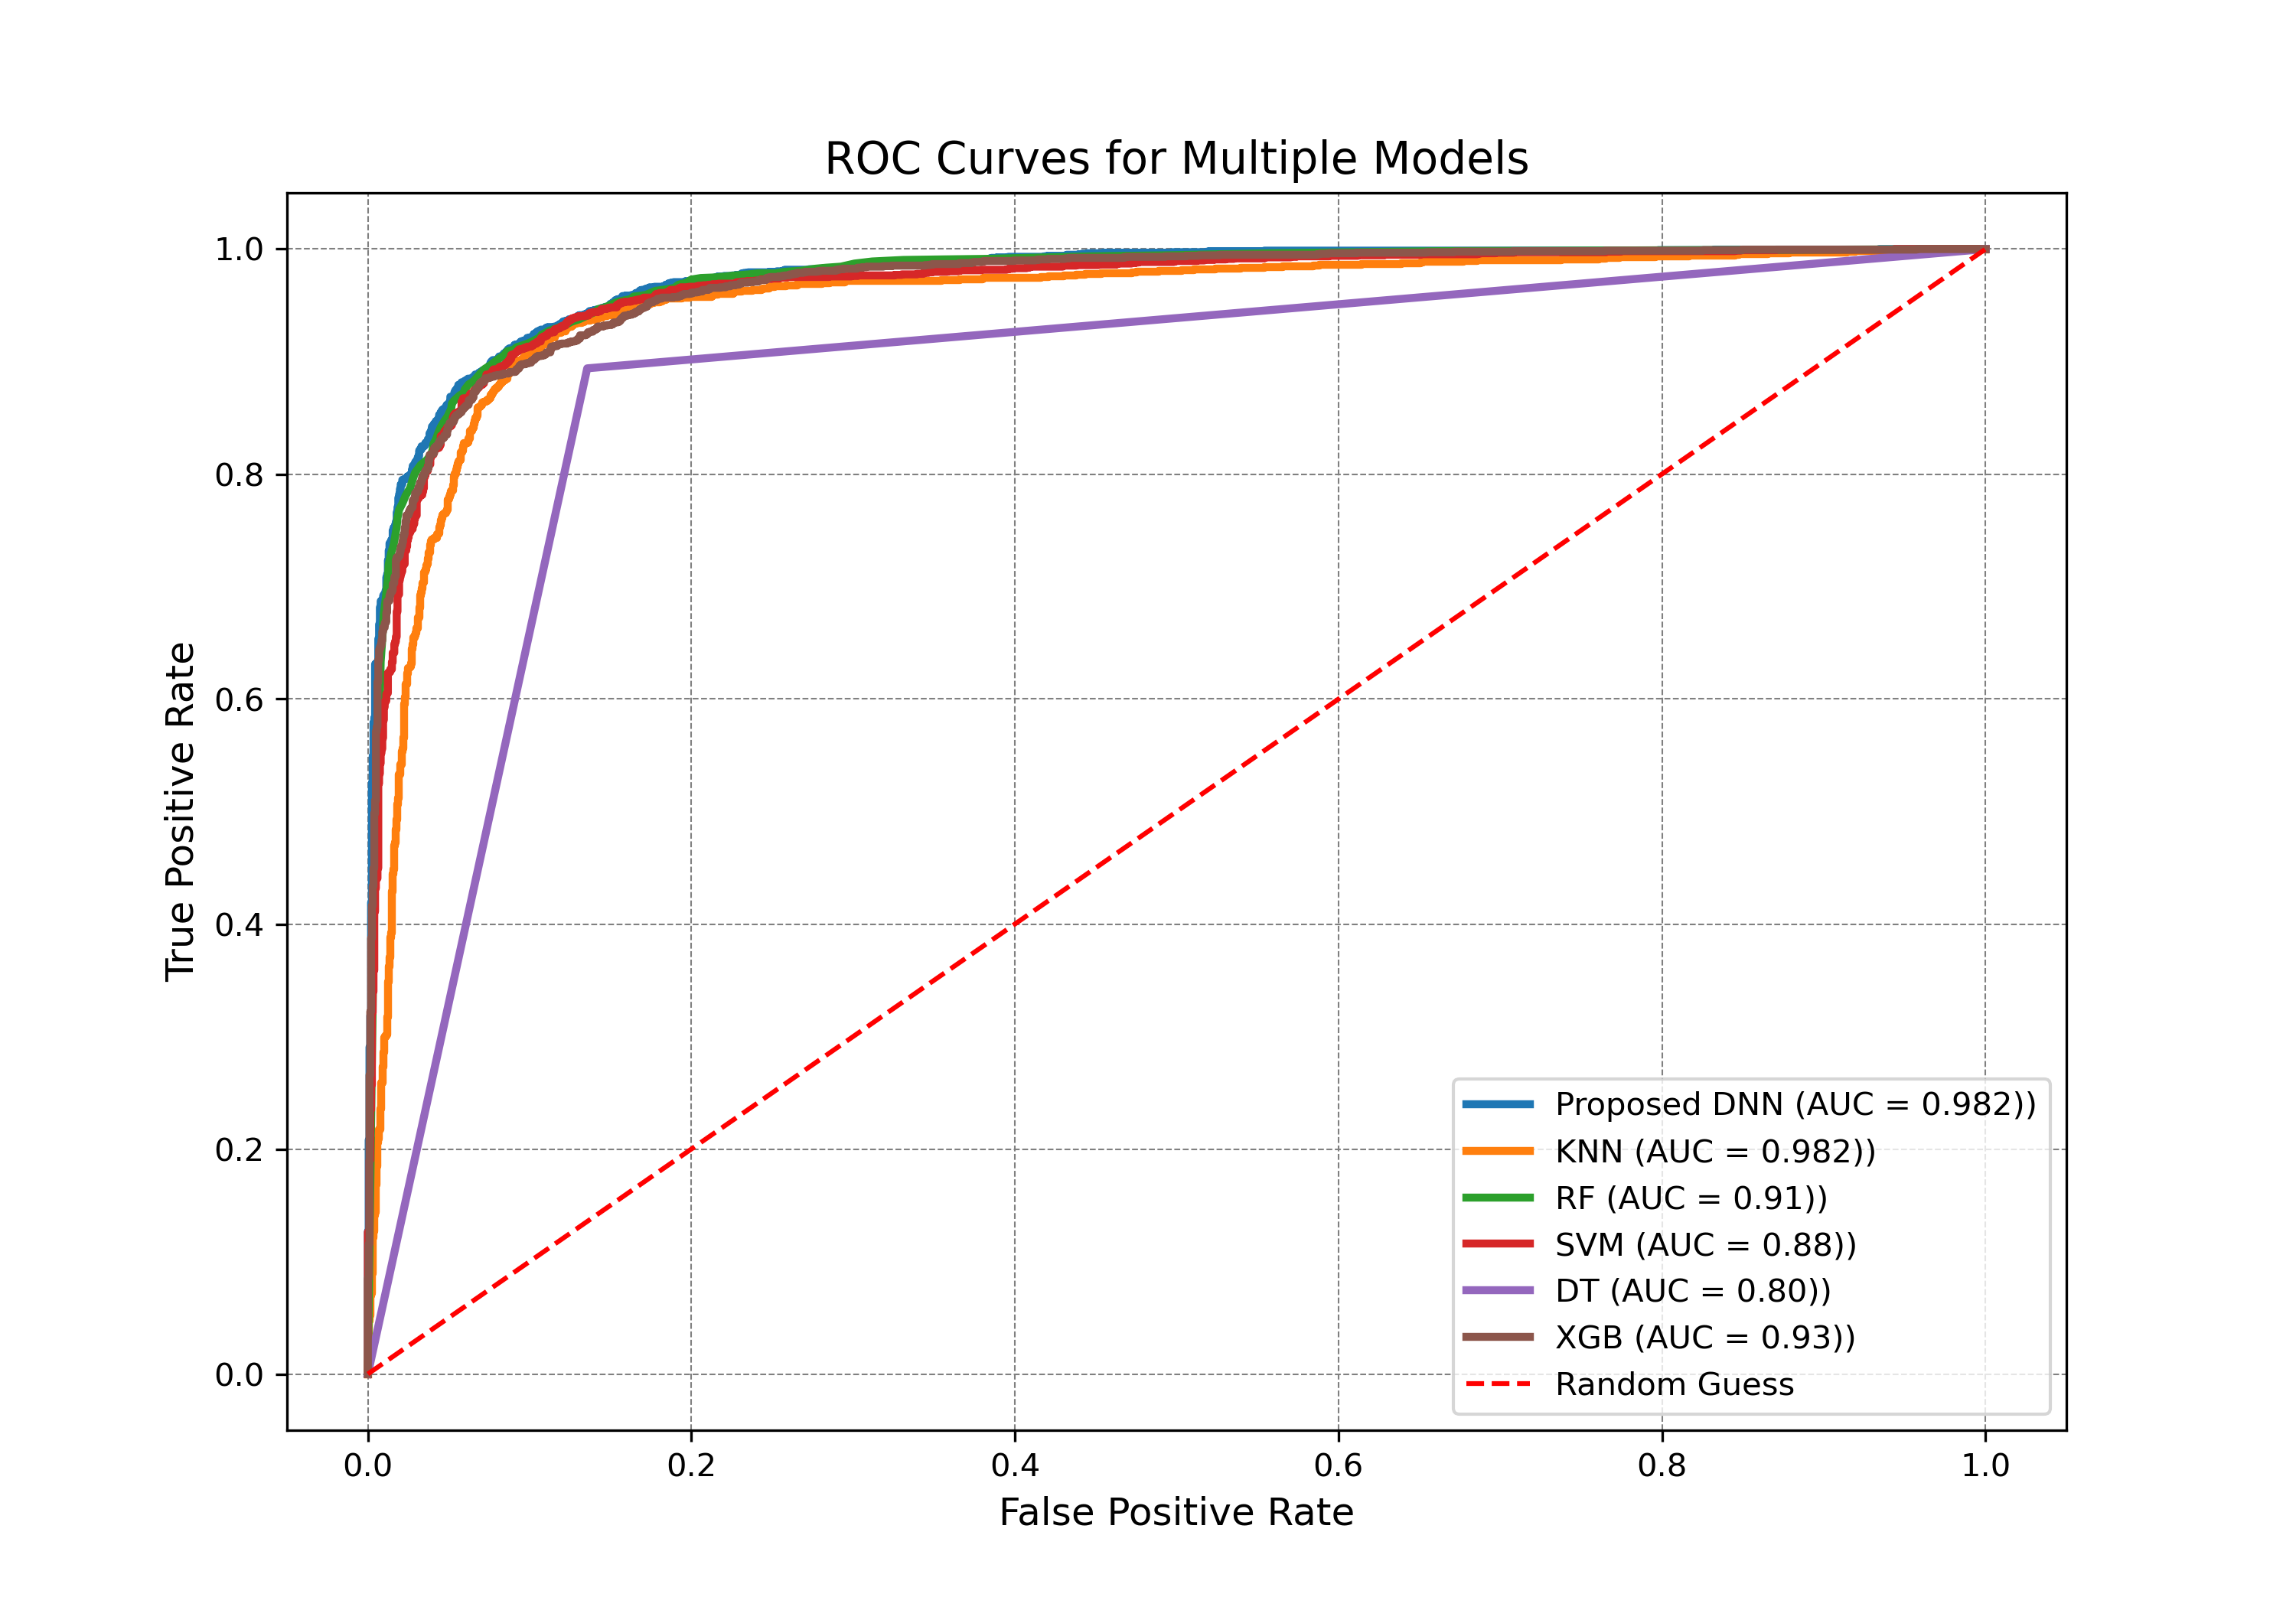 ROC Curves for Multiple Models
True Positive Rate
1.0
0.8
0.6
0.4
0.2
0.0
0.0 0.2 0.4 0.6 0.8 1.0
False Positive Rate
Proposed DNN (AUC = 0.982))
KNN (AUC = 0.982))
RF (AUC = 0.91))
SVM (AUC = 0.88))
DT (AUC = 0.80))
XGB (AUC = 0.93))
Random Guess